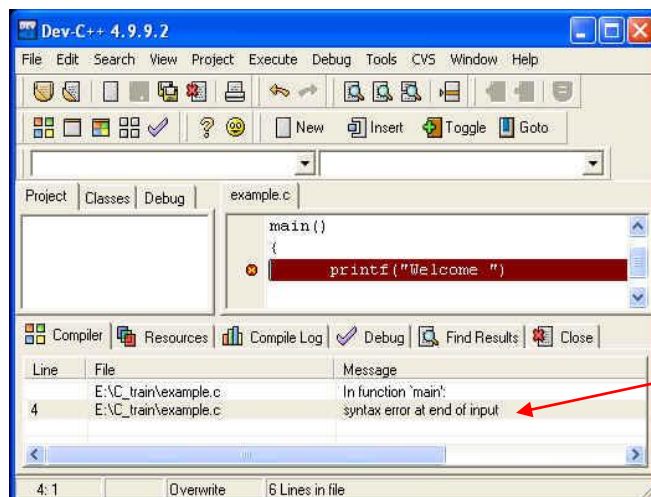 Dev-C++ 4.9.9.2
File Edit Search View Project Execute Debug Tools CVS Window Help
New Insert Toggle Goto
Project Classes Debug example.c
main()
{
printf("Welcome ")
Compiler Resources Compile Log Debug Find Results Close
Line File Message
E:\C_train\example.c In function `main':
4 E:\C_train\example.c syntax error at end of input
4: 1 Overwrite 6 Lines in file